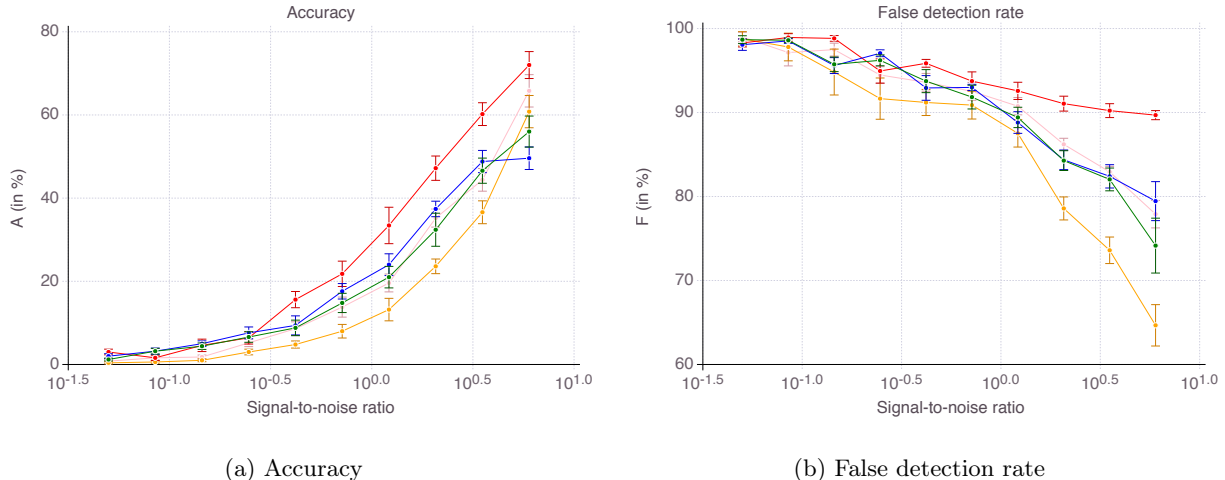 Accuracy
80
60
40
20
0
A (in %)
10^-1.5 10^-1.0 10^-0.5 10^0.0 10^0.5 10^1.0
Signal-to-noise ratio
(a) Accuracy
False detection rate
100
90
80
70
60
F (in %)
10^-1.5 10^-1.0 10^-0.5 10^0.0 10^0.5 10^1.0
Signal-to-noise ratio
(b) False detection rate